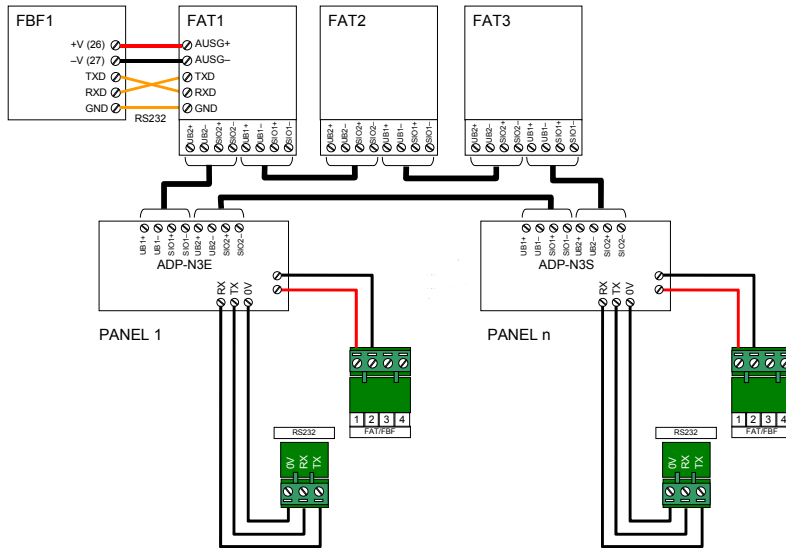 FBF1
FAT1
FAT2
FAT3
+V (26)
AUSG+
–V (27)
AUSG–
TXD
TXD
RXD
RXD
GND
GND
RS232
UB2+ UB2– SIO2+ SIO2– UB1+ UB1– SIO1+ SIO1–
UB2+ UB2– SIO2+ SIO2– UB1+ UB1– SIO1+ SIO1–
UB2+ UB2– SIO2+ SIO2– UB1+ UB1– SIO1+ SIO1–
UB1+ UB1– SIO1+ SIO1– UB2+ UB2– SIO2+ SIO2–
UB1+ UB1– SIO1+ SIO1– UB2+ UB2– SIO2+ SIO2–
ADP-N3E
ADP-N3S
RX TX 0V
RX TX 0V
PANEL 1
PANEL n
1 2 3 4
FAT/FBF
1 2 3 4
FAT/FBF
RS232
0V RX TX
RS232
0V RX TX